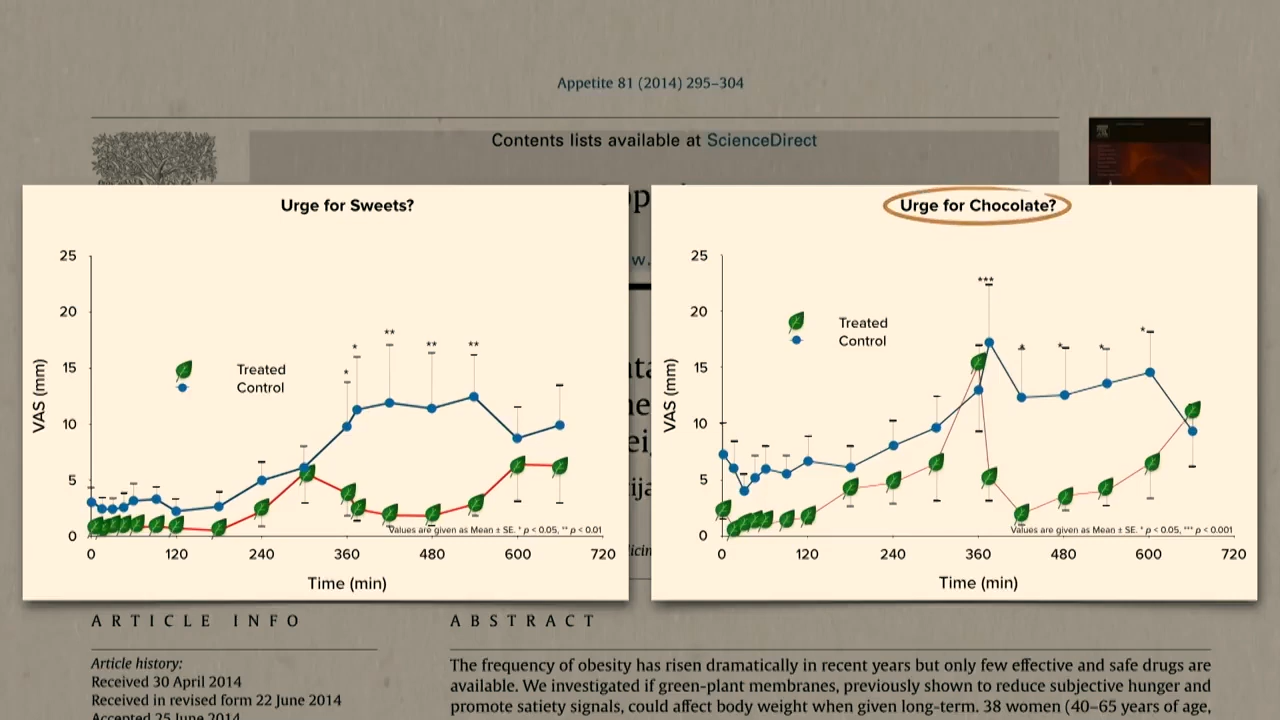 Appetite 81 (2014) 295–304
Contents lists available at ScienceDirect
Urge for Sweets?
25
20
15
10
5
0
VAS (mm)
Treated
Control
* * ** ** **
Values are given as Mean ± SE. * p < 0.05, ** p < 0.01
0 120 240 360 480 600 720
Time (min)
Urge for Chocolate?
25
20
15
10
5
0
VAS (mm)
Treated
Control
*** * * * *
Values are given as Mean ± SE. * p < 0.05, *** p < 0.001
0 120 240 360 480 600 720
Time (min)
ARTICLE INFO
Article history:
Received 30 April 2014
Received in revised form 22 June 2014
Accepted 25 June 2014
ABSTRACT
The frequency of obesity has risen dramatically in recent years but only few effective and safe drugs are
available. We investigated if green-plant membranes, previously shown to reduce subjective hunger and
promote satiety signals, could affect body weight when given long-term. 38 women (40–65 years of age,